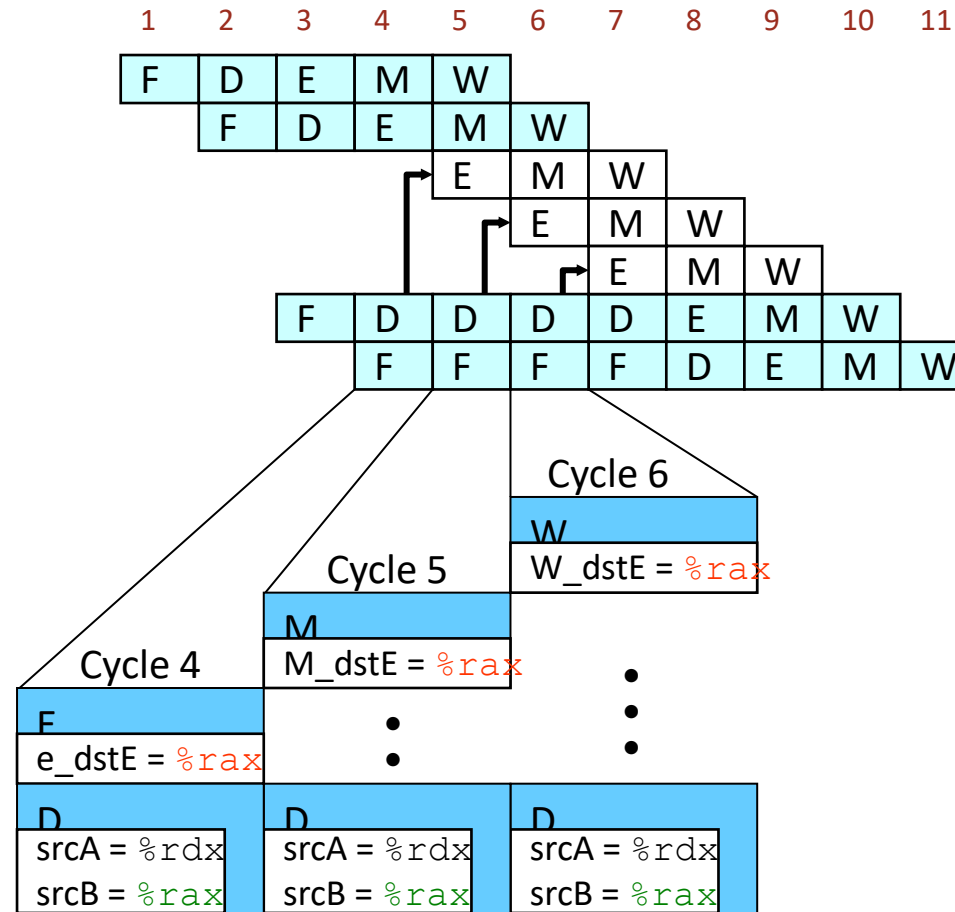 1 2 3 4 5 6 7 8 9 10 11
F D E M W
F D E M W
E M W
E M W
E M W
F D D D D E M W
F F F F D E M W
Cycle 6
W
W_dstE = %rax
Cycle 5
M
M_dstE = %rax
Cycle 4
E
e_dstE = %rax
D D D
srcA = %rdx srcA = %rdx srcA = %rdx
srcB = %rax srcB = %rax srcB = %rax